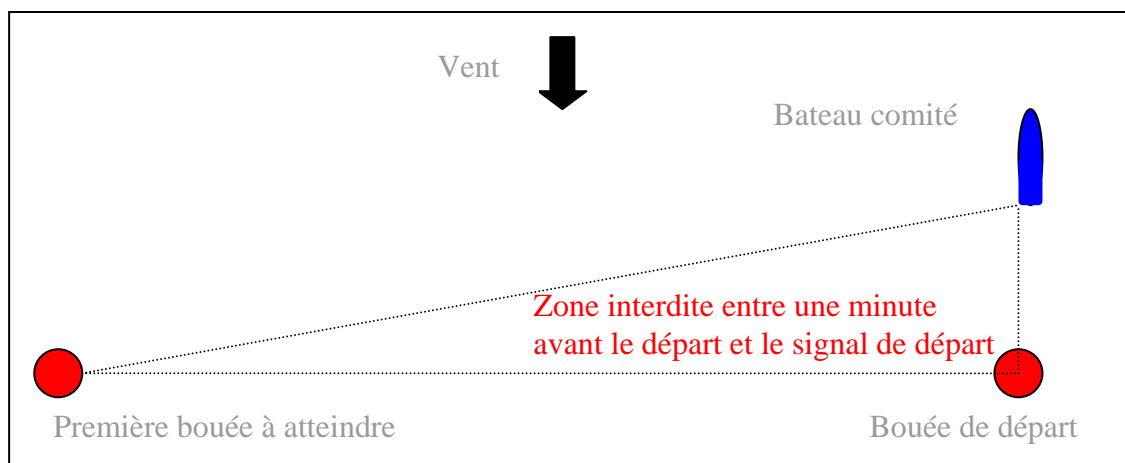 Vent
Bateau comité
Zone interdite entre une minute
avant le départ et le signal de départ
Première bouée à atteindre
Bouée de départ